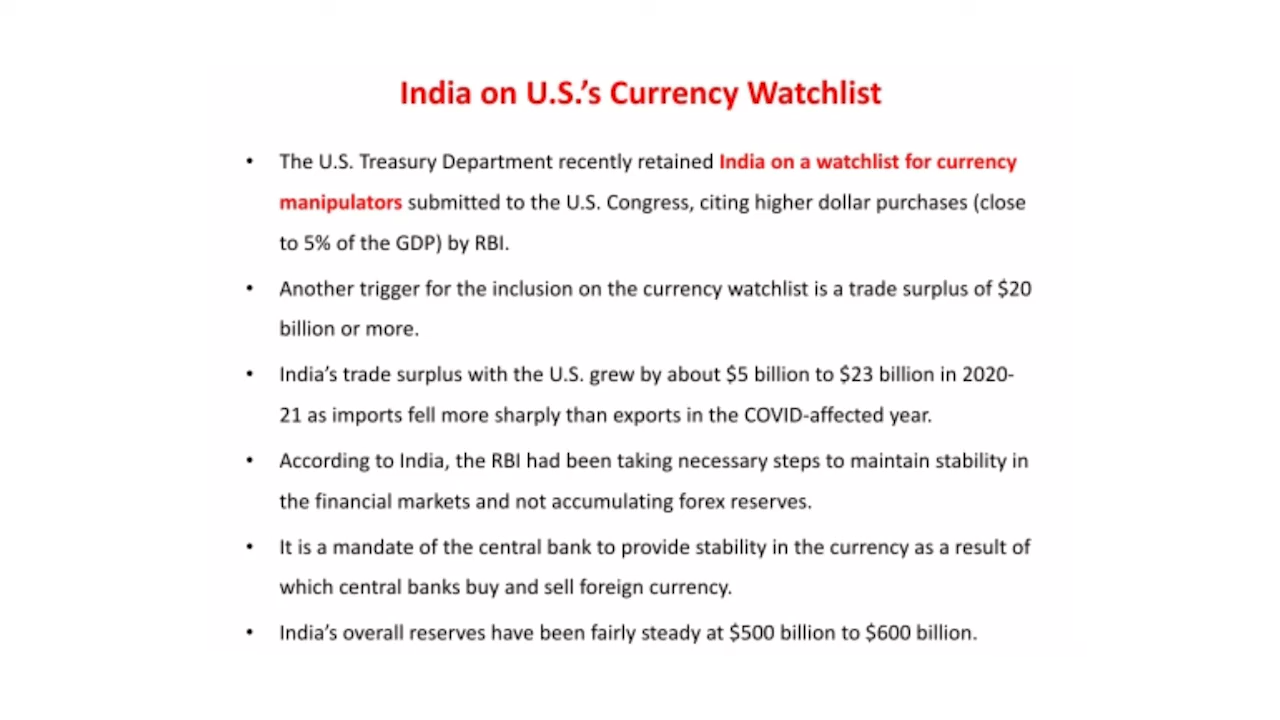 India on U.S.’s Currency Watchlist
• The U.S. Treasury Department recently retained India on a watchlist for currency
manipulators submitted to the U.S. Congress, citing higher dollar purchases (close
to 5% of the GDP) by RBI.
• Another trigger for the inclusion on the currency watchlist is a trade surplus of $20
billion or more.
• India’s trade surplus with the U.S. grew by about $5 billion to $23 billion in 2020-
21 as imports fell more sharply than exports in the COVID-affected year.
• According to India, the RBI had been taking necessary steps to maintain stability in
the financial markets and not accumulating forex reserves.
• It is a mandate of the central bank to provide stability in the currency as a result of
which central banks buy and sell foreign currency.
• India’s overall reserves have been fairly steady at $500 billion to $600 billion.